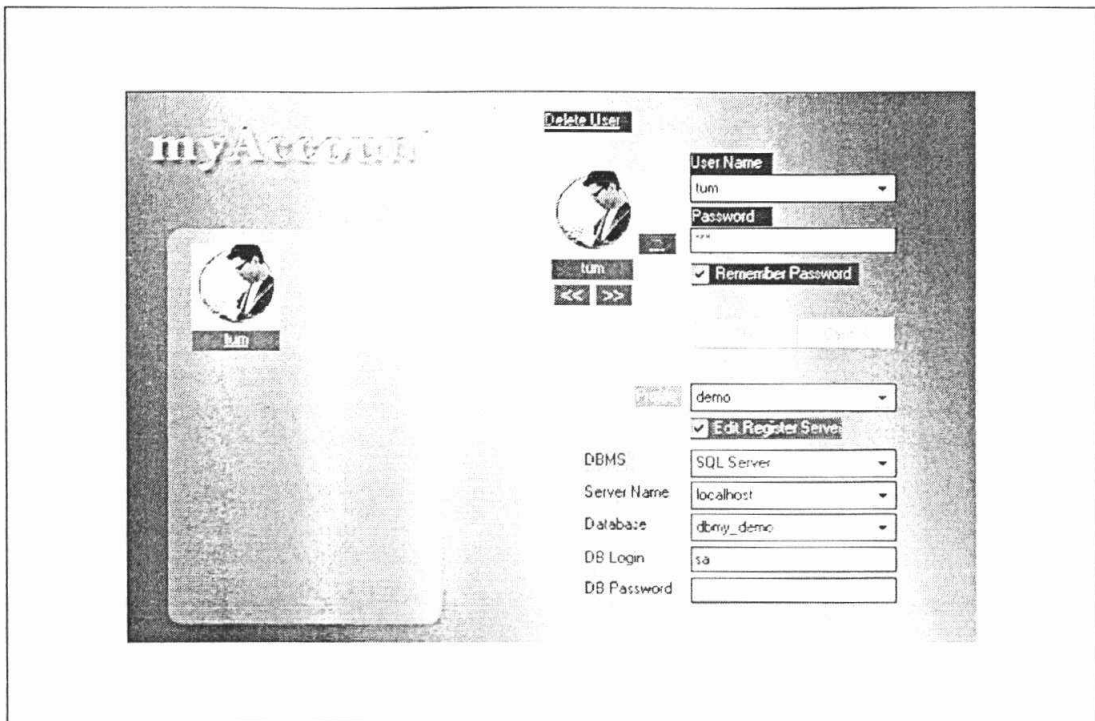 myAccount
Delete User
User Name
tum
Password
***
tum
Remember Password
<< >>
tum
demo
Edit Register Server
DBMS
SQL Server
Server Name
localhost
Database
dbmy_demo
DB Login
sa
DB Password